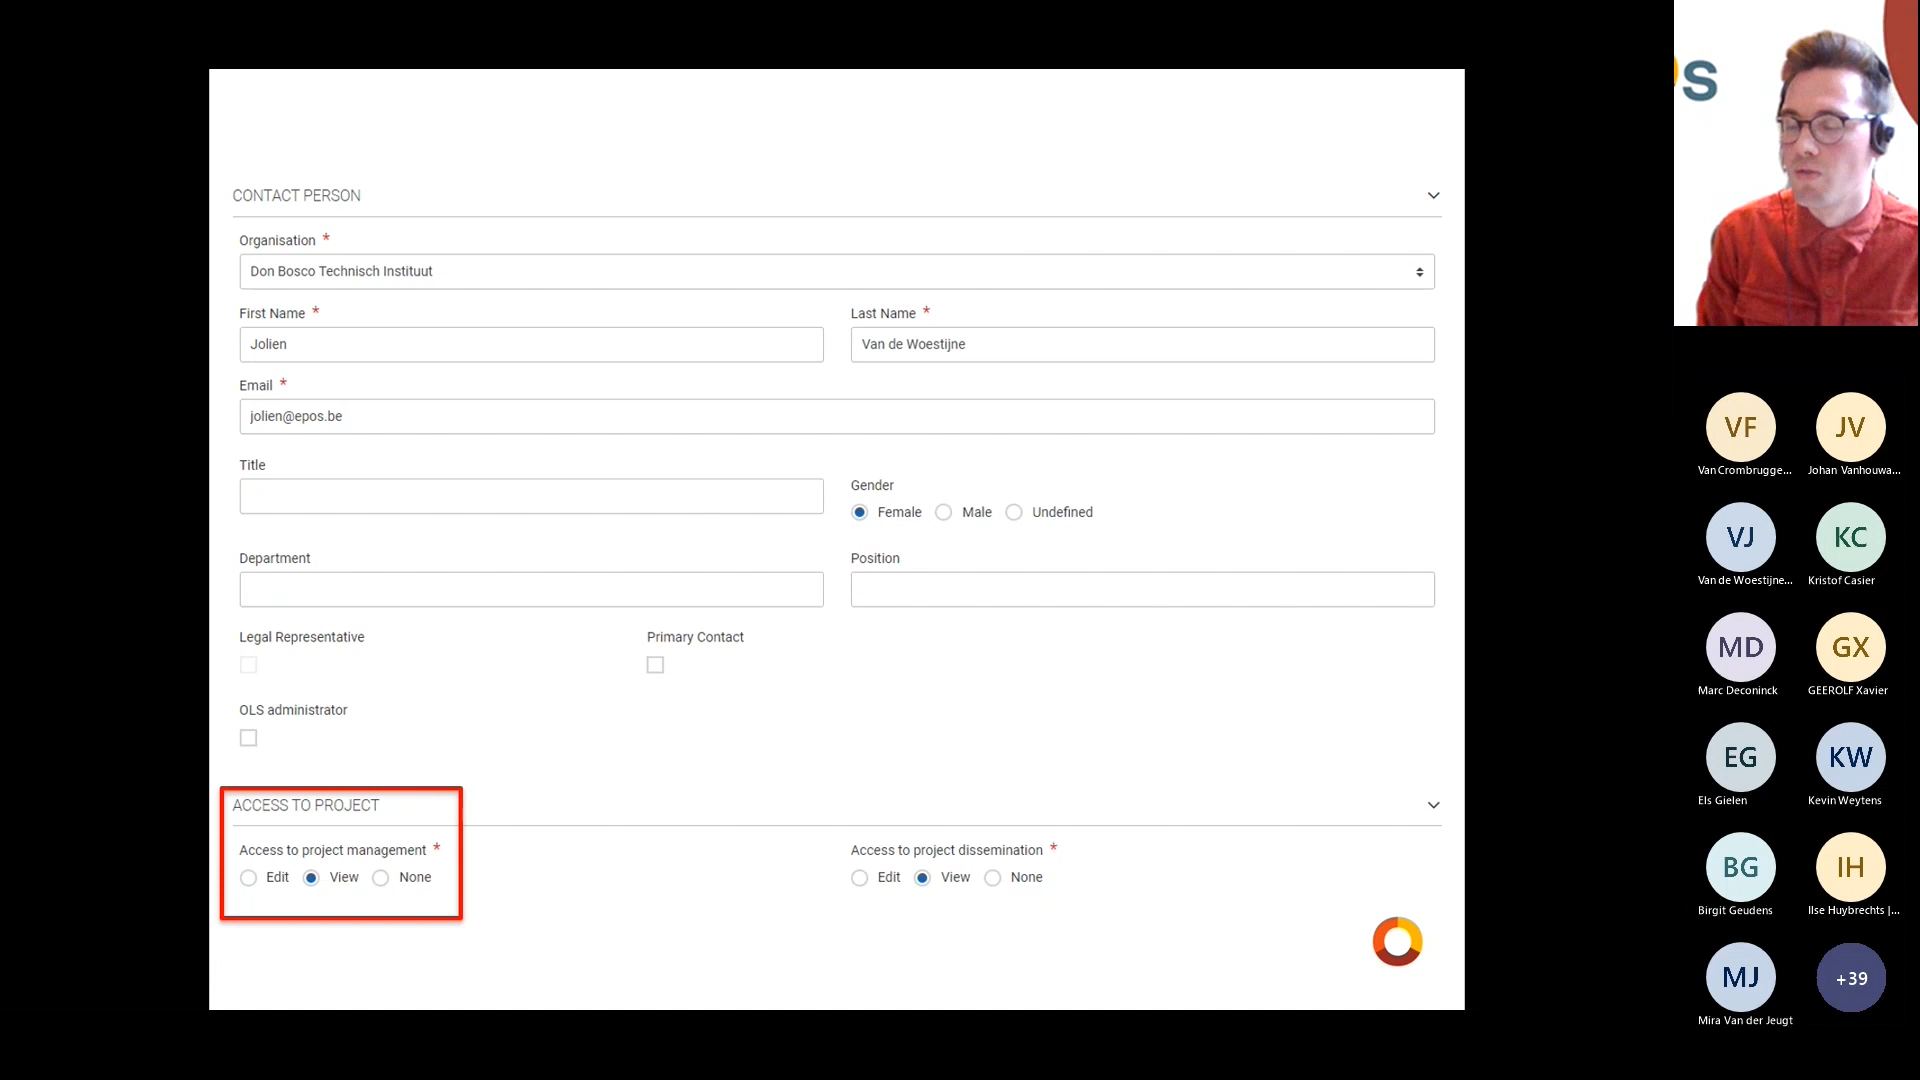 CONTACT PERSON
Organisation *
Don Bosco Technisch Instituut
First Name * Last Name *
Jolien Van de Woestijne
Email *
jolien@epos.be
Title
Gender
Female Male Undefined
Department Position
Legal Representative Primary Contact
OLS administrator
ACCESS TO PROJECT
Access to project management * Access to project dissemination *
Edit View None Edit View None
s
VF JV
Van Crombrugge... Johan Vanhouwa...
VJ KC
Van de Woestijne... Kristof Casier
MD GX
Marc Deconinck GEEROLF Xavier
EG KW
Els Gielen Kevin Weytens
BG IH
Birgit Geudens Ilse Huybrechts |...
MJ +39
Mira Van der Jeugt